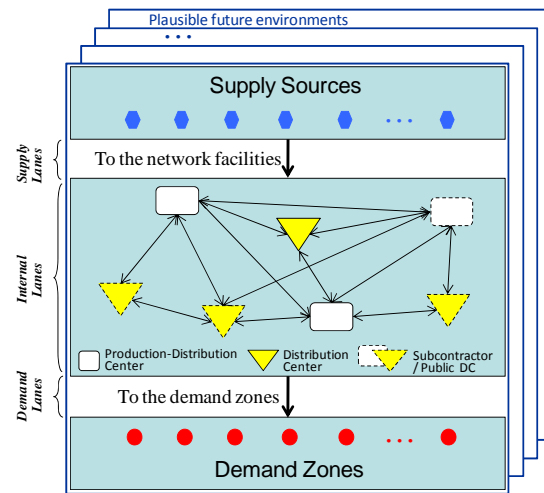 Plausible future environments
...
Supply Sources
...
Supply
Lanes
To the network facilities
Internal
Lanes
Production-Distribution
Center
Distribution
Center
Subcontractor
/ Public DC
Demand
Lanes
To the demand zones
...
Demand Zones